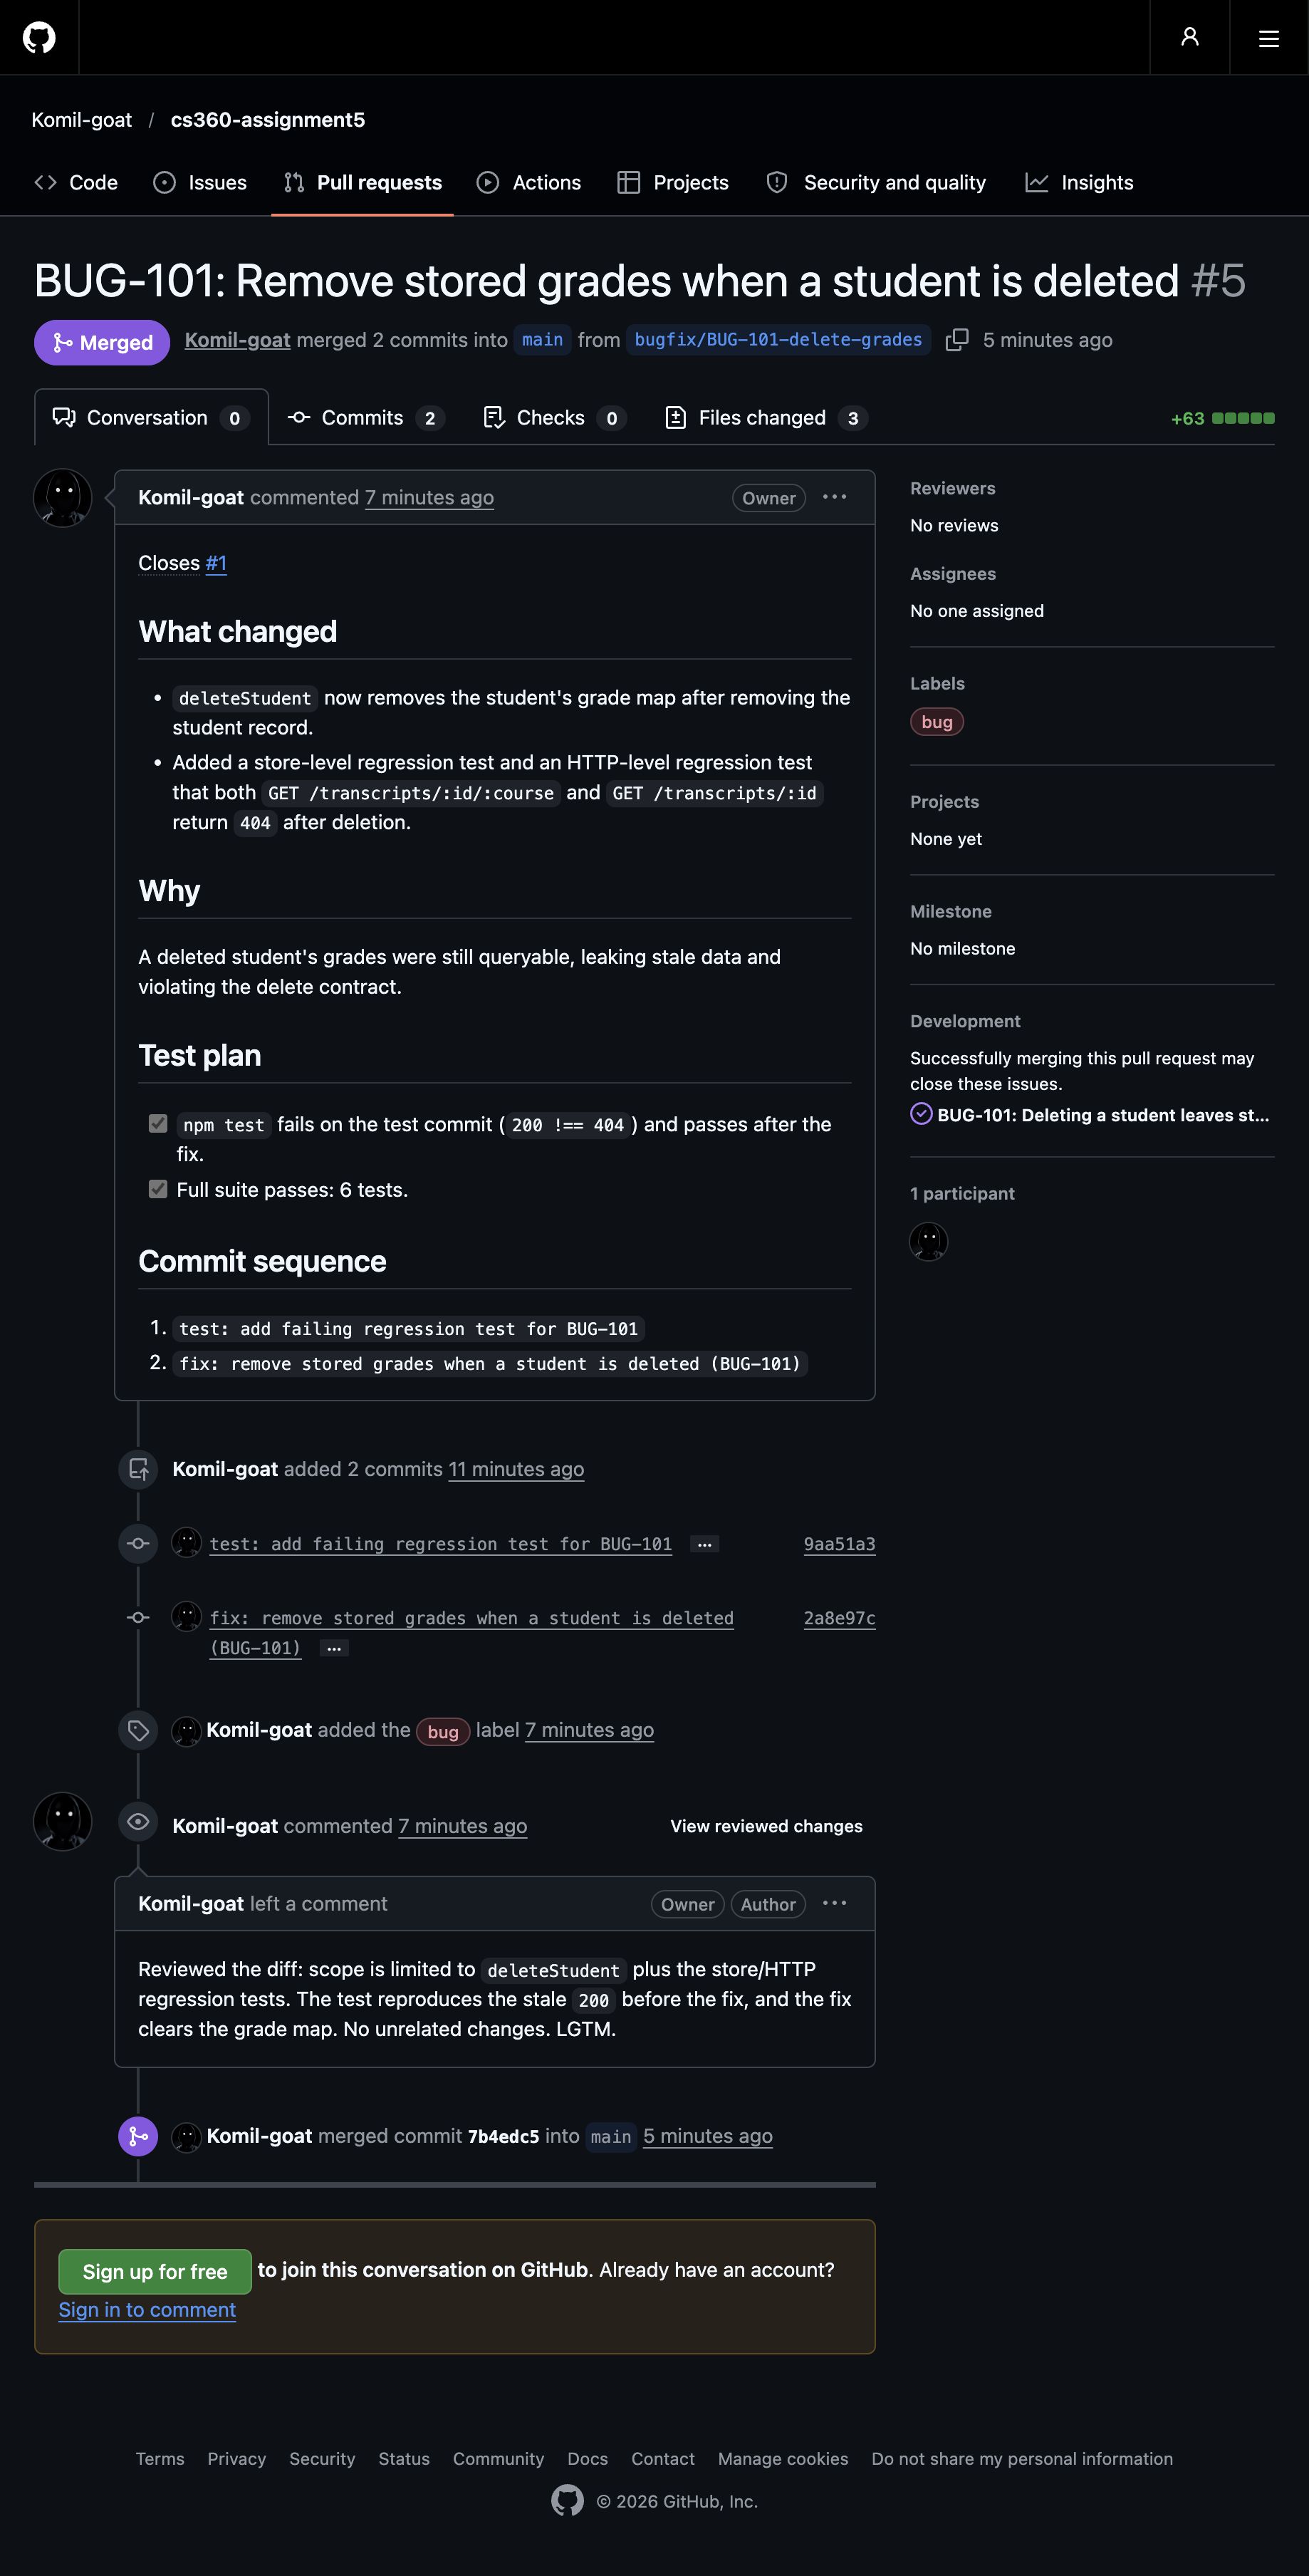 Komil-goat / cs360-assignment5
Code Issues Pull requests Actions Projects Security and quality Insights
BUG-101: Remove stored grades when a student is deleted #5
Merged Komil-goat merged 2 commits into main from bugfix/BUG-101-delete-grades 5 minutes ago
Conversation 0 Commits 2 Checks 0 Files changed 3 +63
Komil-goat commented 7 minutes ago Owner ...
Closes #1
What changed
• deleteStudent now removes the student's grade map after removing the
student record.
• Added a store-level regression test and an HTTP-level regression test
that both GET /transcripts/:id/:course and GET /transcripts/:id
return 404 after deletion.
Why
A deleted student's grades were still queryable, leaking stale data and
violating the delete contract.
Test plan
npm test fails on the test commit (200 !== 404) and passes after the
fix.
Full suite passes: 6 tests.
Commit sequence
1. test: add failing regression test for BUG-101
2. fix: remove stored grades when a student is deleted (BUG-101)
Reviewers
No reviews
Assignees
No one assigned
Labels
bug
Projects
None yet
Milestone
No milestone
Development
Successfully merging this pull request may
close these issues.
BUG-101: Deleting a student leaves st...
1 participant
Komil-goat added 2 commits 11 minutes ago
test: add failing regression test for BUG-101 ... 9aa51a3
fix: remove stored grades when a student is deleted 2a8e97c
(BUG-101) ...
Komil-goat added the bug label 7 minutes ago
Komil-goat commented 7 minutes ago View reviewed changes
Komil-goat left a comment Owner Author ...
Reviewed the diff: scope is limited to deleteStudent plus the store/HTTP
regression tests. The test reproduces the stale 200 before the fix, and the fix
clears the grade map. No unrelated changes. LGTM.
Komil-goat merged commit 7b4edc5 into main 5 minutes ago
Sign up for free to join this conversation on GitHub. Already have an account?
Sign in to comment
Terms Privacy Security Status Community Docs Contact Manage cookies Do not share my personal information
© 2026 GitHub, Inc.